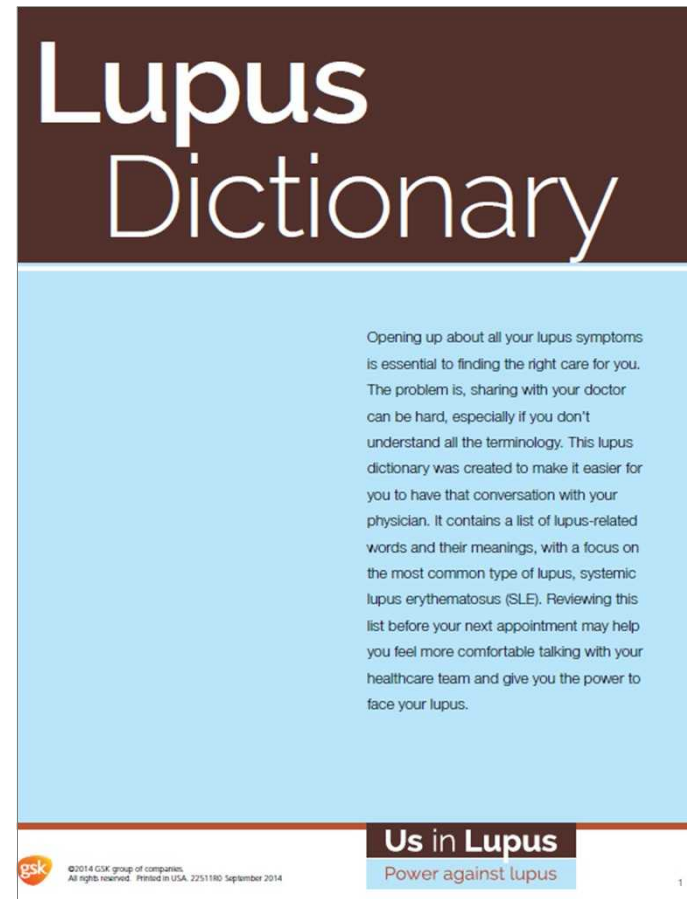 Lupus
Dictionary
Opening up about all your lupus symptoms
is essential to finding the right care for you.
The problem is, sharing with your doctor
can be hard, especially if you don't
understand all the terminology. This lupus
dictionary was created to make it easier for
you to have that conversation with your
physician. It contains a list of lupus-related
words and their meanings, with a focus on
the most common type of lupus, systemic
lupus erythematosus (SLE). Reviewing this
list before your next appointment may help
you feel more comfortable talking with your
healthcare team and give you the power to
face your lupus.
Us in Lupus
Power against lupus
gsk
©2014 GSK group of companies.
All rights reserved. Printed in USA. 22511R0 September 2014
1